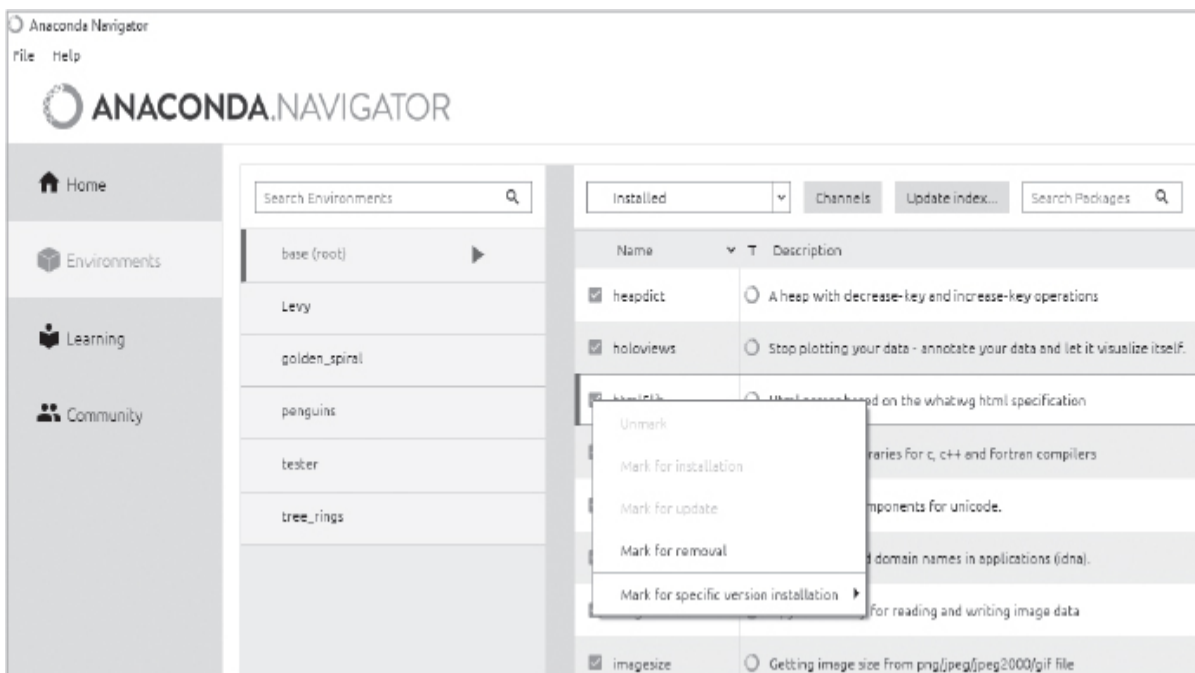 Anaconda Navigator
File Help
ANACONDA.NAVIGATOR
Home
Environments
Learning
Community
Search Environments
base (root)
Levy
golden_spiral
penguins
tester
tree_rings
Installed
Channels
Update index...
Search Packages
Name T Description
heapdict A heap with decrease-key and increase-key operations
holoviews Stop plotting your data - annotate your data and let it visualize itself.
based on the whatwg html specification
Unmark
Mark for installation
Mark for update
Mark for removal
Mark for specific version installation
for c, c++ and fortran compilers
for unicode.
domain names in applications (idna).
for reading and writing image data
imagesize Getting image size from png/jpeg/jpeg2000/gif file